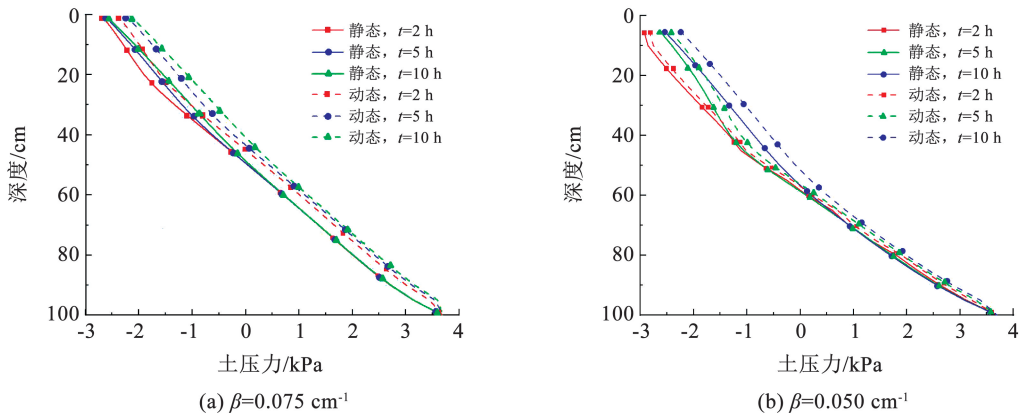 0
20
40
60
80
100
深度/cm
-3
-2
-1
0
1
2
3
4
土压力/kPa
静态，t=2 h
静态，t=5 h
静态，t=10 h
动态，t=2 h
动态，t=5 h
动态，t=10 h
(a) β=0.075 cm⁻¹
0
20
40
60
80
100
深度/cm
-3
-2
-1
0
1
2
3
4
土压力/kPa
静态，t=2 h
静态，t=5 h
静态，t=10 h
动态，t=2 h
动态，t=5 h
动态，t=10 h
(b) β=0.050 cm⁻¹